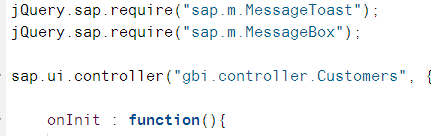 jQuery.sap.require("sap.m.MessageToast");
jQuery.sap.require("sap.m.MessageBox");
sap.ui.controller("gbi.controller.Customers", {
onInit : function(){